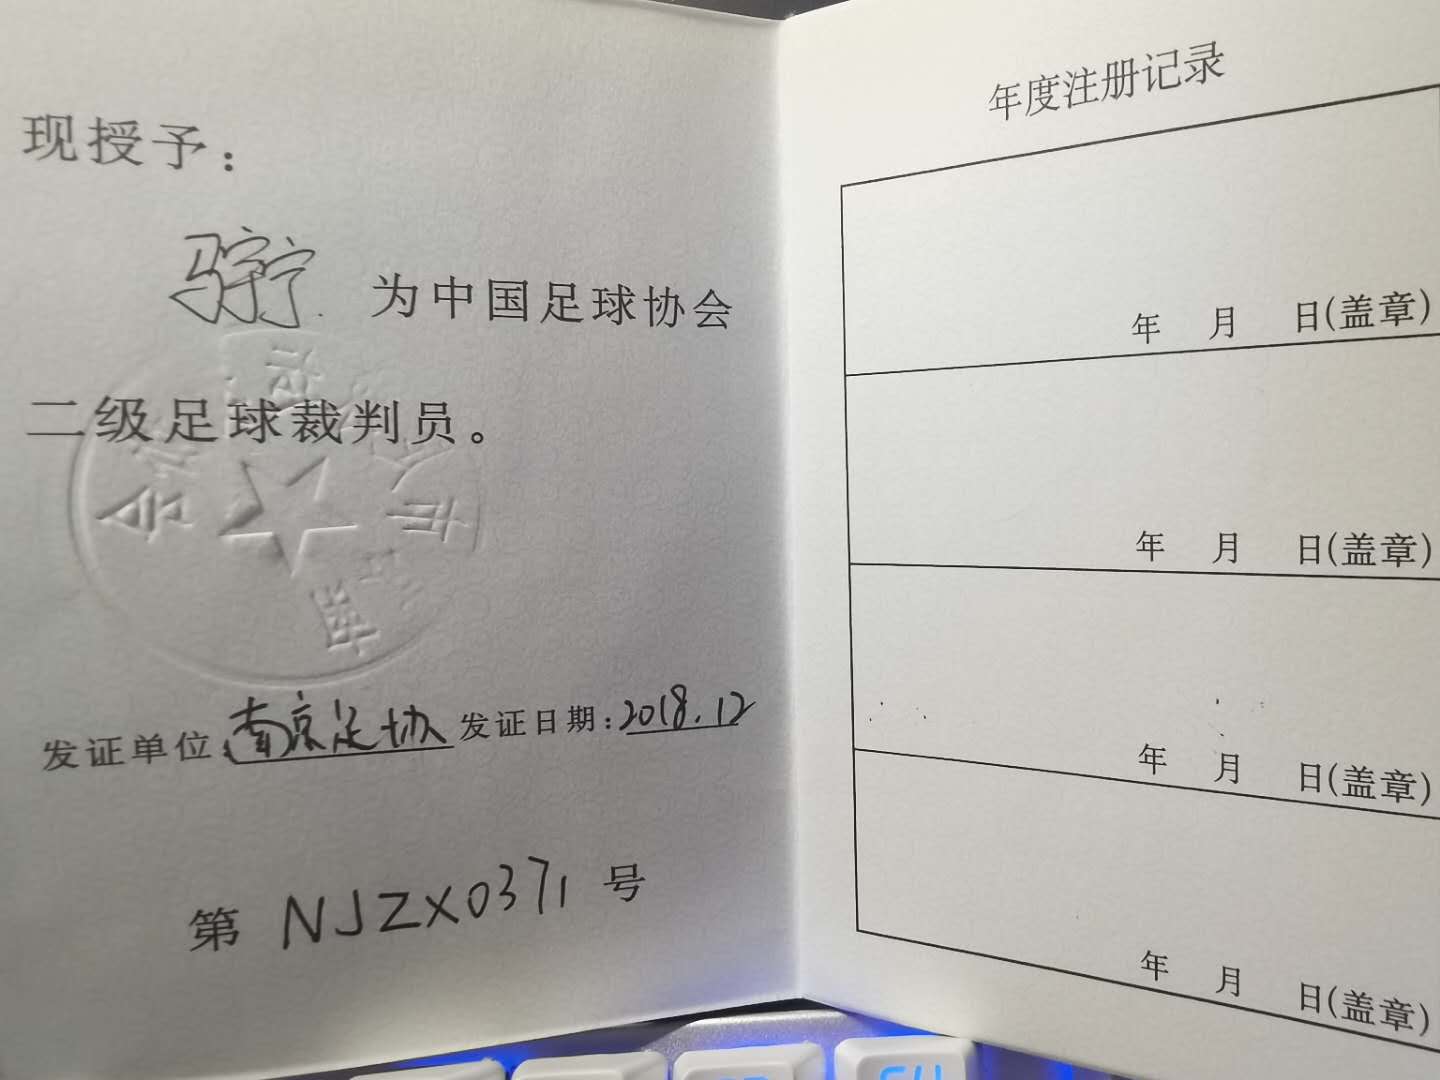 现授予：
马宇宁 为中国足球协会
二级足球裁判员。
发证单位 南京足协 发证日期：2018.12
第 NJZX0371 号
年度注册记录
年 月 日(盖章)
年 月 日(盖章)
年 月 日(盖章)
年 月 日(盖章)